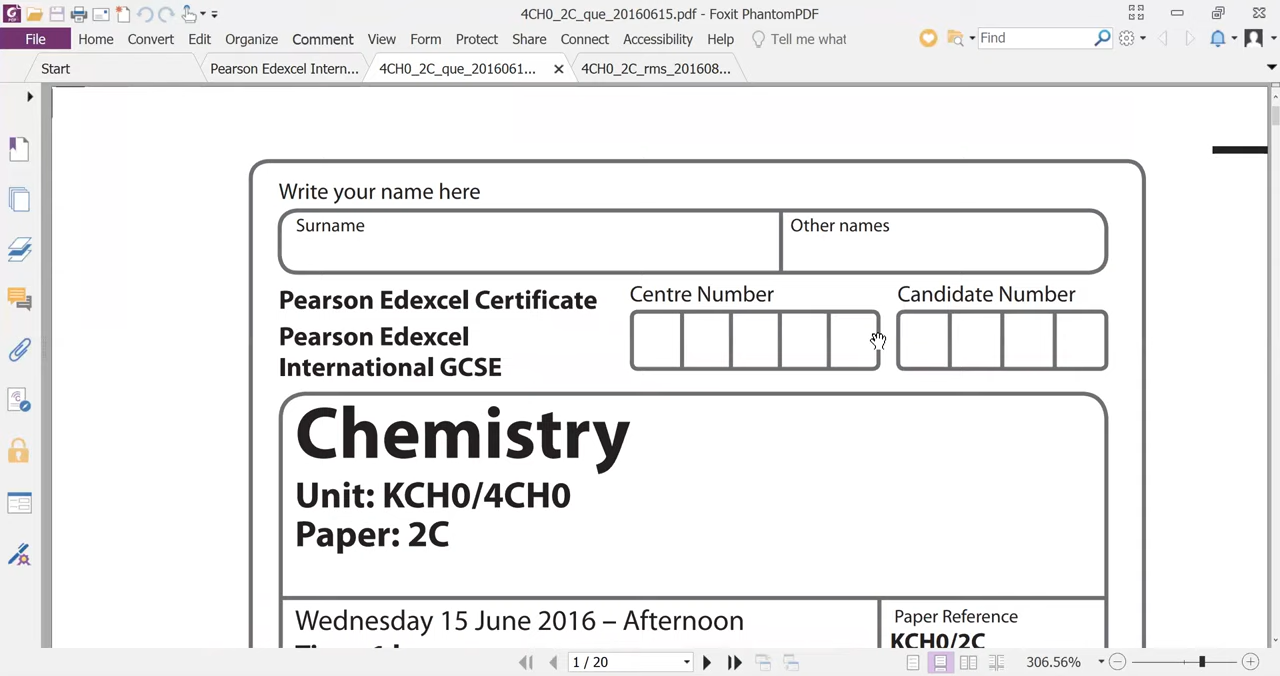 4CH0_2C_que_20160615.pdf - Foxit PhantomPDF
File Home Convert Edit Organize Comment View Form Protect Share Connect Accessibility Help Tell me what Find
Start Pearson Edexcel Intern... 4CH0_2C_que_2016061... 4CH0_2C_rms_201608...
Write your name here
Surname Other names
Pearson Edexcel Certificate
Pearson Edexcel
International GCSE
Centre Number Candidate Number
Chemistry
Unit: KCH0/4CH0
Paper: 2C
Wednesday 15 June 2016 – Afternoon
Paper Reference
KCH0/2C
1 / 20 306.56%